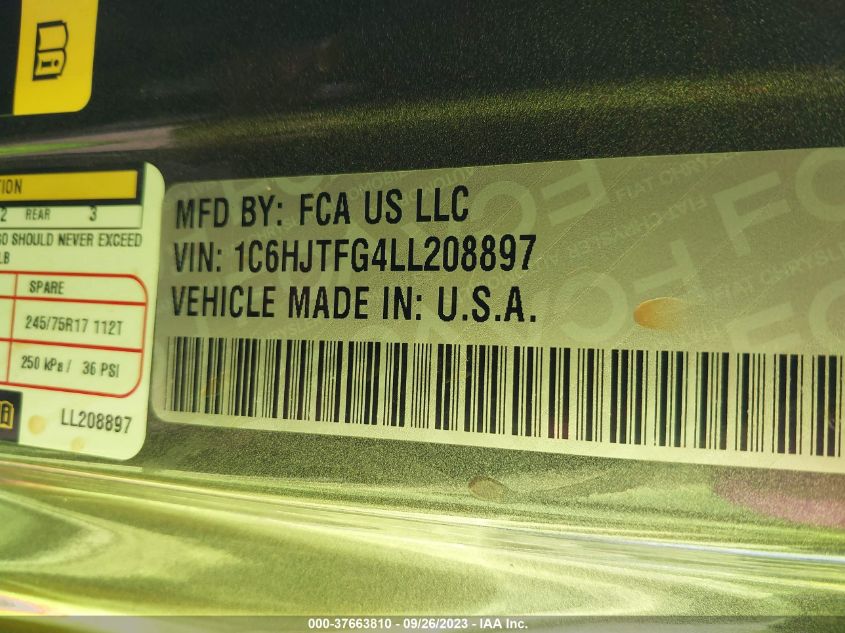 TION
2 REAR 3
GO SHOULD NEVER EXCEED
LB
SPARE
245/75R17 112T
250 kPa / 36 PSI
LL208897
MFD BY: FCA US LLC
VIN: 1C6HJTFG4LL208897
VEHICLE MADE IN: U.S.A.
000-37663810 - 09/26/2023 - IAA Inc.